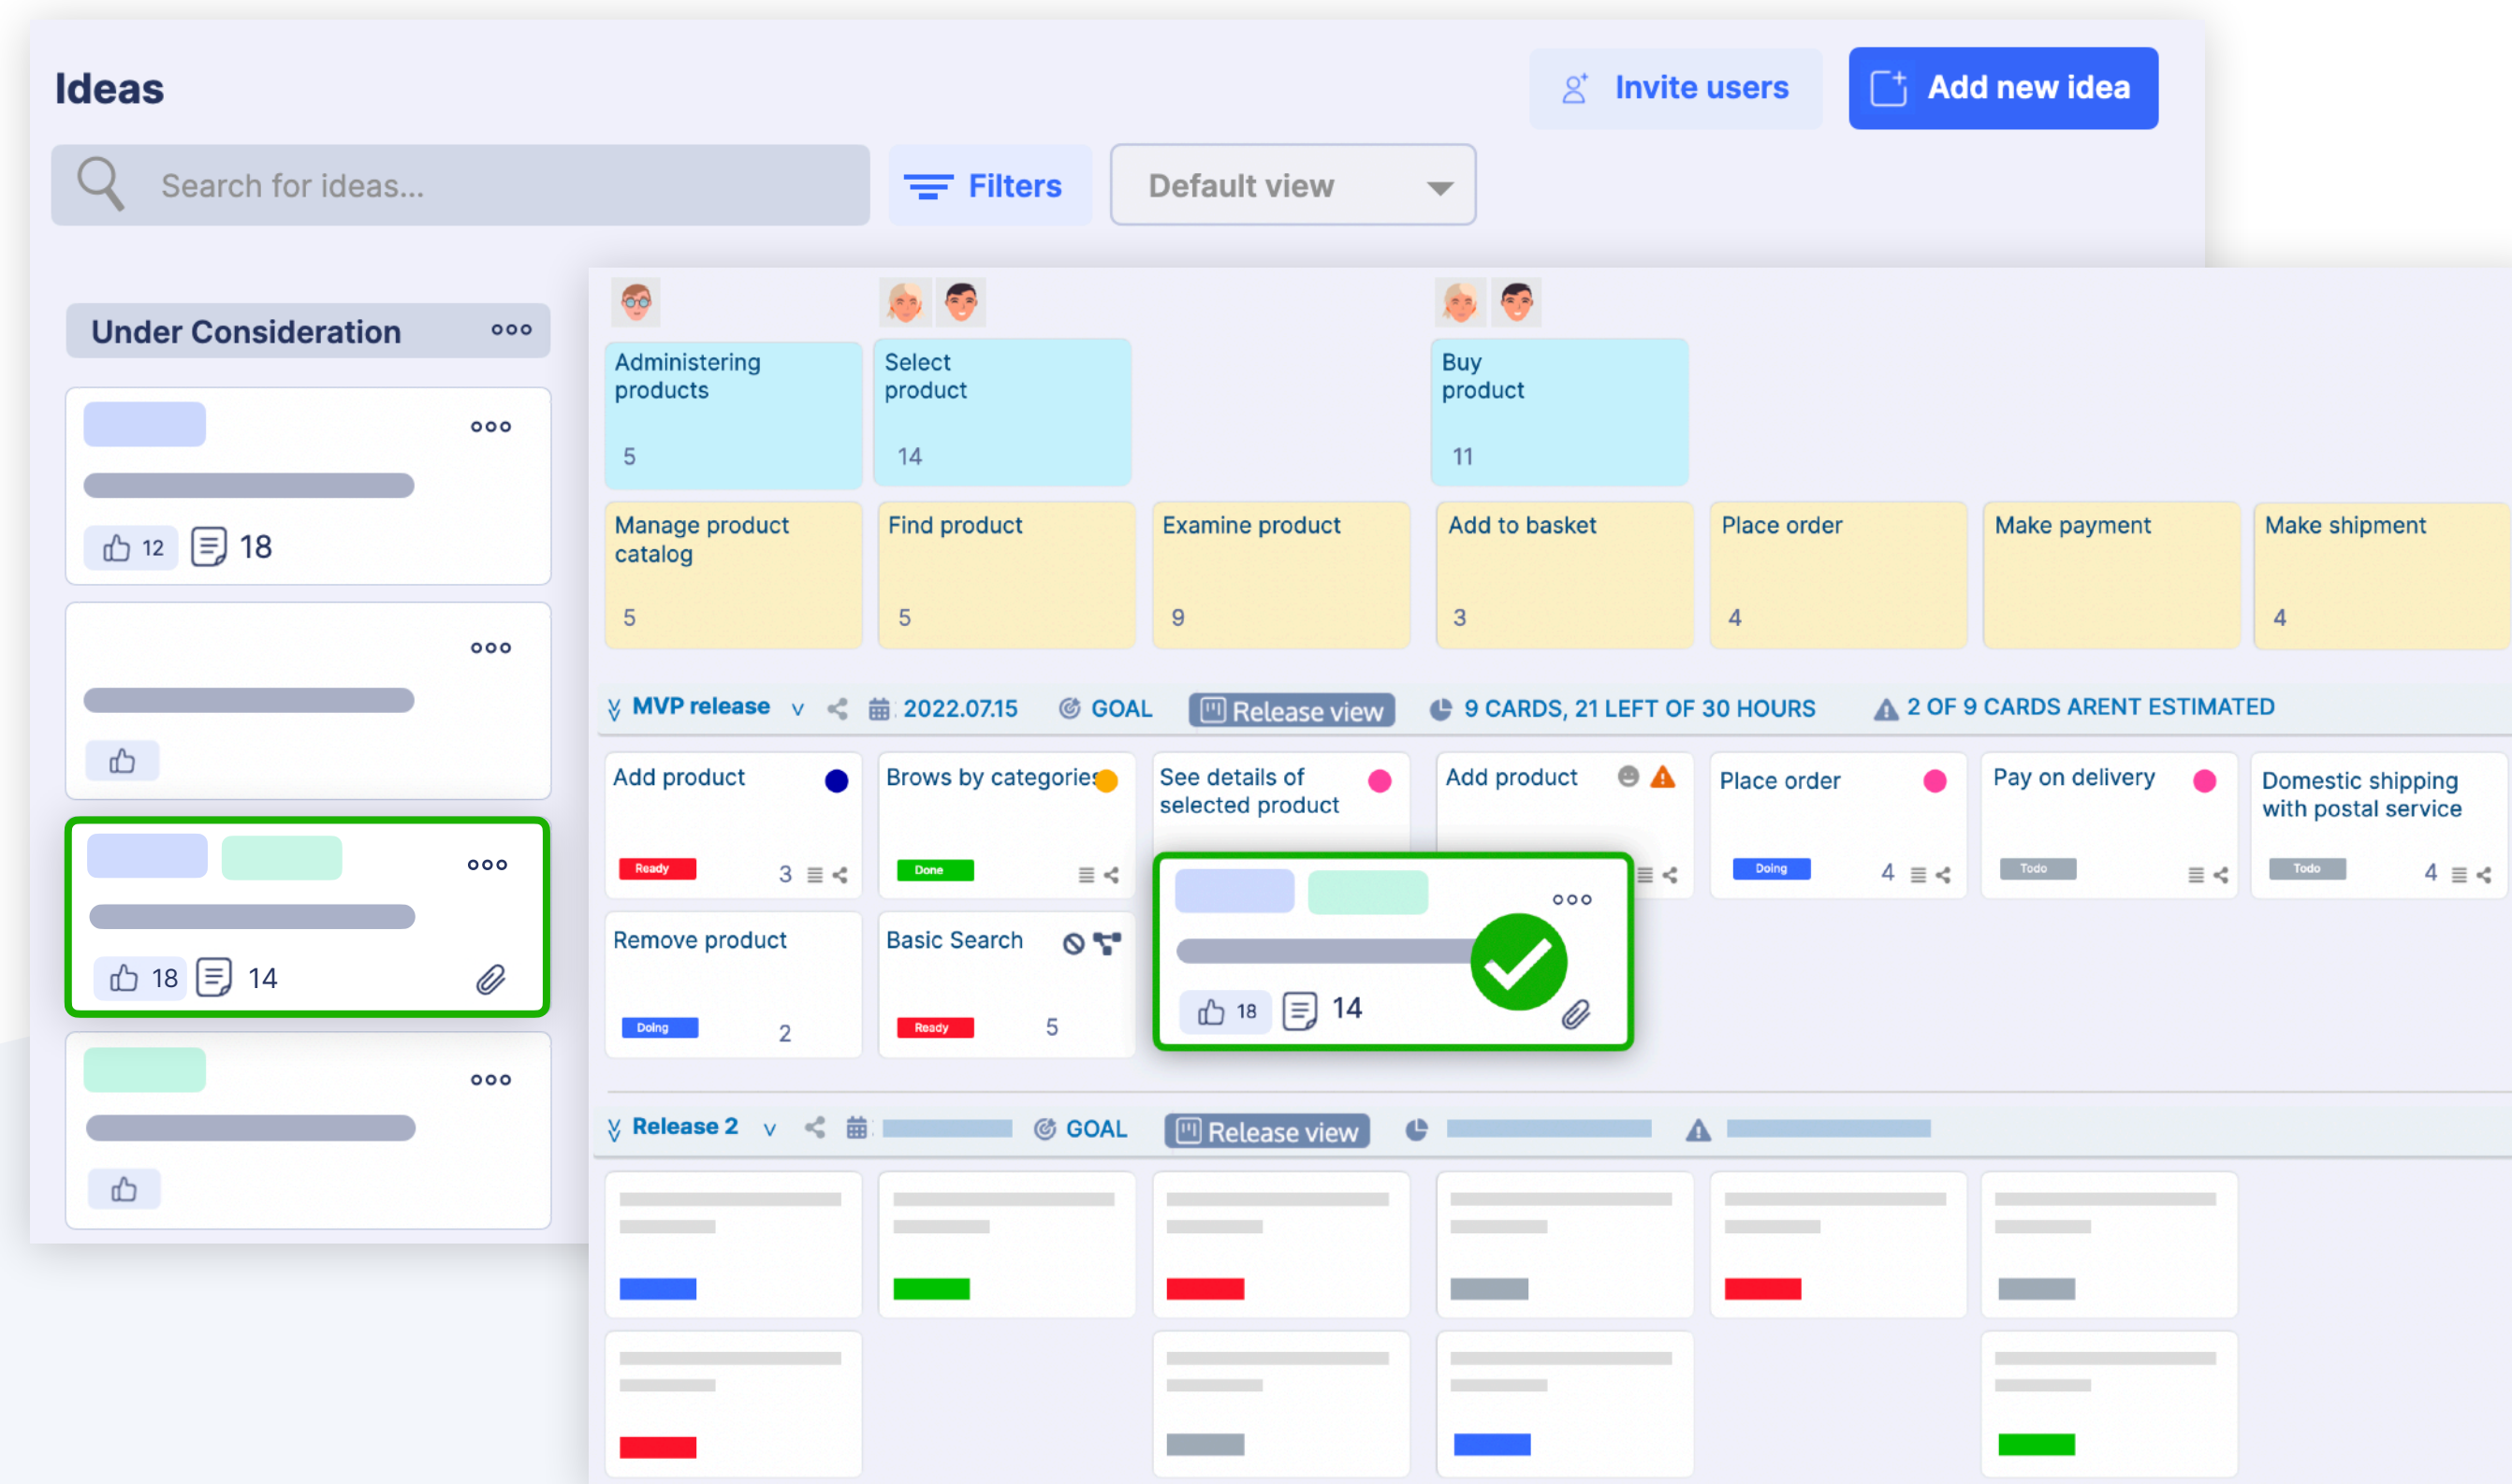 Ideas
Invite users
Add new idea
Search for ideas...
Filters
Default view
Under Consideration
12
18
18
14
Administering
products
5
Select
product
14
Buy
product
11
Manage product
catalog
5
Find product
5
Examine product
9
Add to basket
3
Place order
4
Make payment
Make shipment
4
MVP release
2022.07.15
GOAL
Release view
9 CARDS, 21 LEFT OF 30 HOURS
2 OF 9 CARDS ARENT ESTIMATED
Add product
Ready
3
Brows by categories
Done
See details of
selected product
Add product
Place order
Doing
4
Pay on delivery
Todo
Domestic shipping
with postal service
Todo
4
Remove product
Doing
2
Basic Search
Ready
5
18
14
Release 2
GOAL
Release view